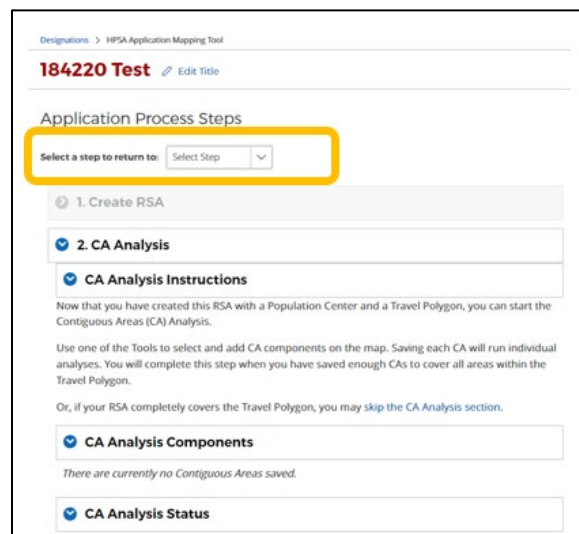 Designations > HPSA Application Mapping Tool
184220 Test Edit Title
Application Process Steps
Select a step to return to: Select Step
1. Create RSA
2. CA Analysis
CA Analysis Instructions
Now that you have created this RSA with a Population Center and a Travel Polygon, you can start the
Contiguous Areas (CA) Analysis.
Use one of the Tools to select and add CA components on the map. Saving each CA will run individual
analyses. You will complete this step when you have saved enough CAs to cover all areas within the
Travel Polygon.
Or, if your RSA completely covers the Travel Polygon, you may skip the CA Analysis section.
CA Analysis Components
There are currently no Contiguous Areas saved.
CA Analysis Status